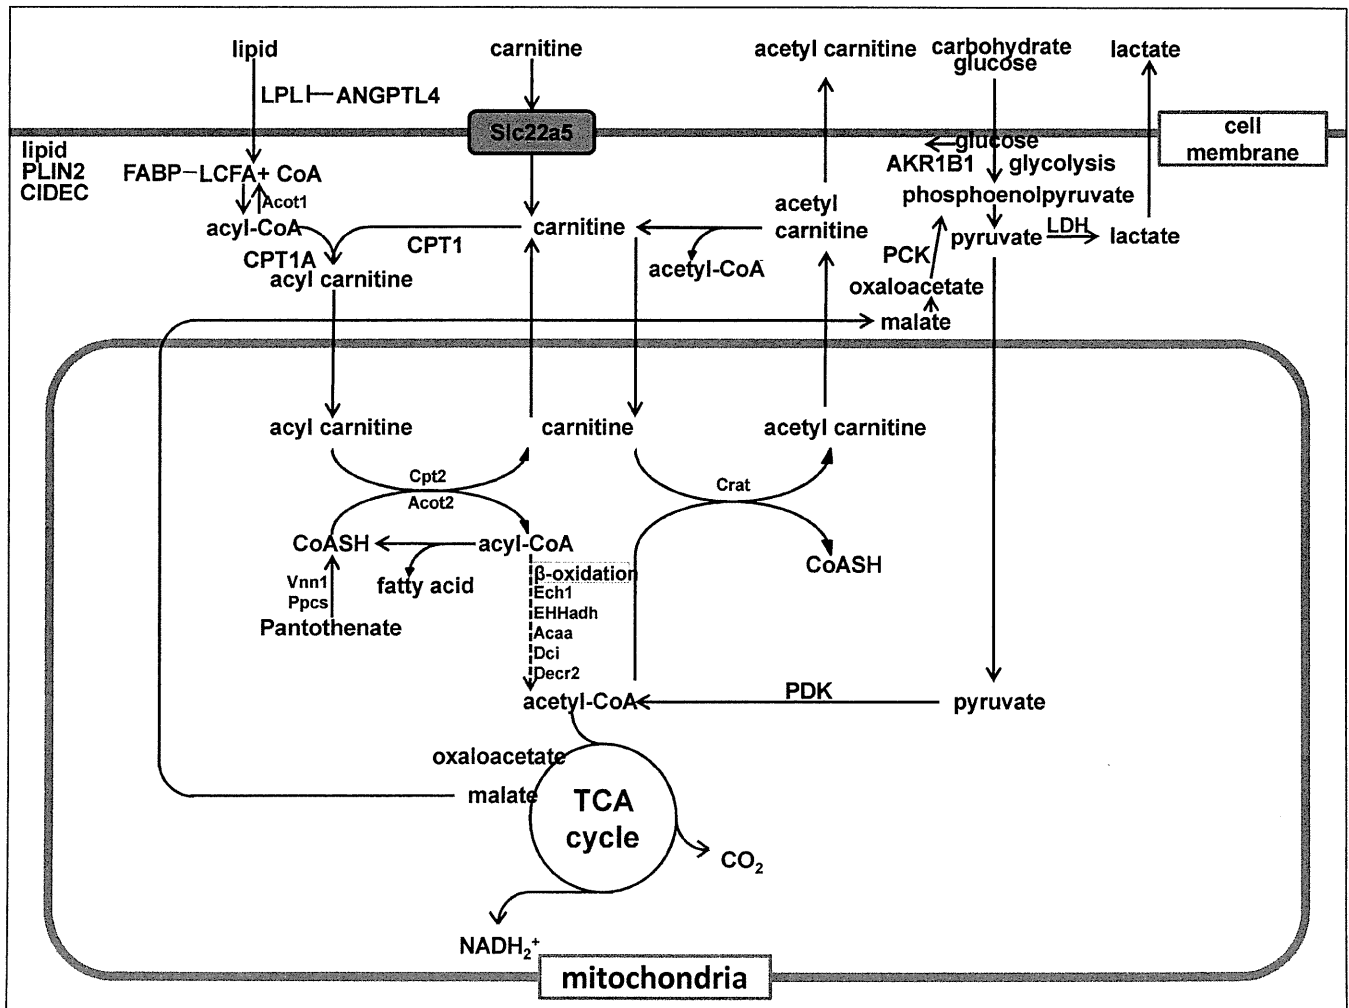 lipid
carnitine
acetyl carnitine
carbohydrate
glucose
lactate
LPL
ANGPTL4
Slc22a5
cell
membrane
lipid
PLIN2
CIDEC
glucose
AKR1B1
glycolysis
FABP
LCFA+ CoA
Acot1
phosphoenolpyruvate
acyl-CoA
carnitine
acetyl
carnitine
pyruvate
LDH
lactate
CPT1
CPT1A
acyl carnitine
acetyl-CoA
PCK
oxaloacetate
malate
acyl carnitine
carnitine
acetyl carnitine
Cpt2
Acot2
Crat
CoASH
acyl-CoA
CoASH
fatty acid
Vnn1
Ppcs
Pantothenate
β-oxidation
Ech1
EHHadh
Acaa
Dci
Decr2
acetyl-CoA
PDK
pyruvate
oxaloacetate
malate
TCA
cycle
CO2
NADH2+
mitochondria